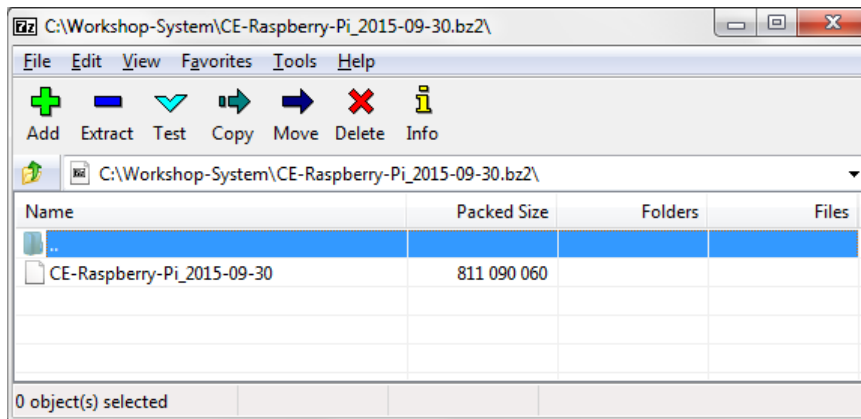 7z C:\Workshop-System\CE-Raspberry-Pi_2015-09-30.bz2\
File Edit View Favorites Tools Help
Add Extract Test Copy Move Delete Info
C:\Workshop-System\CE-Raspberry-Pi_2015-09-30.bz2\
Name Packed Size Folders Files
..
CE-Raspberry-Pi_2015-09-30 811 090 060
0 object(s) selected